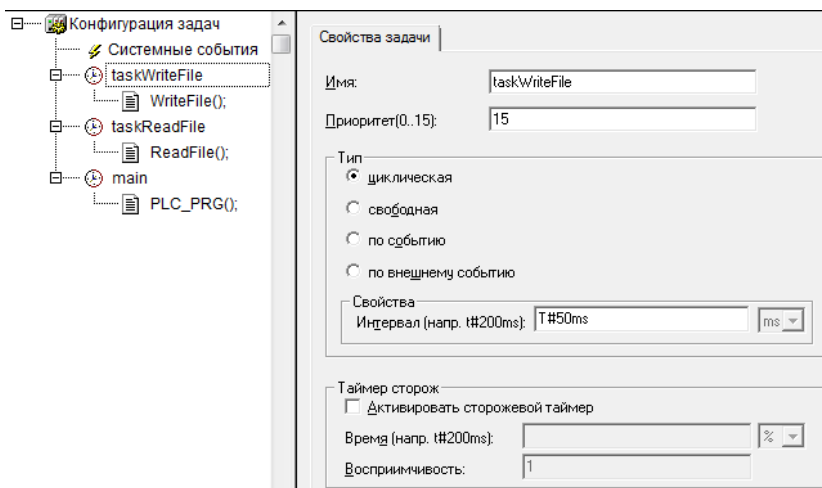 Конфигурация задач
Системные события
taskWriteFile
WriteFile();
taskReadFile
ReadFile();
main
PLC_PRG();
Свойства задачи
Имя: taskWriteFile
Приоритет(0..15): 15
Тип
циклическая
свободная
по событию
по внешнему событию
Свойства
Интервал (напр. t#200ms): T#50ms ms
Таймер сторож
Активировать сторожевой таймер
Время (напр. t#200ms): %
Восприимчивость: 1